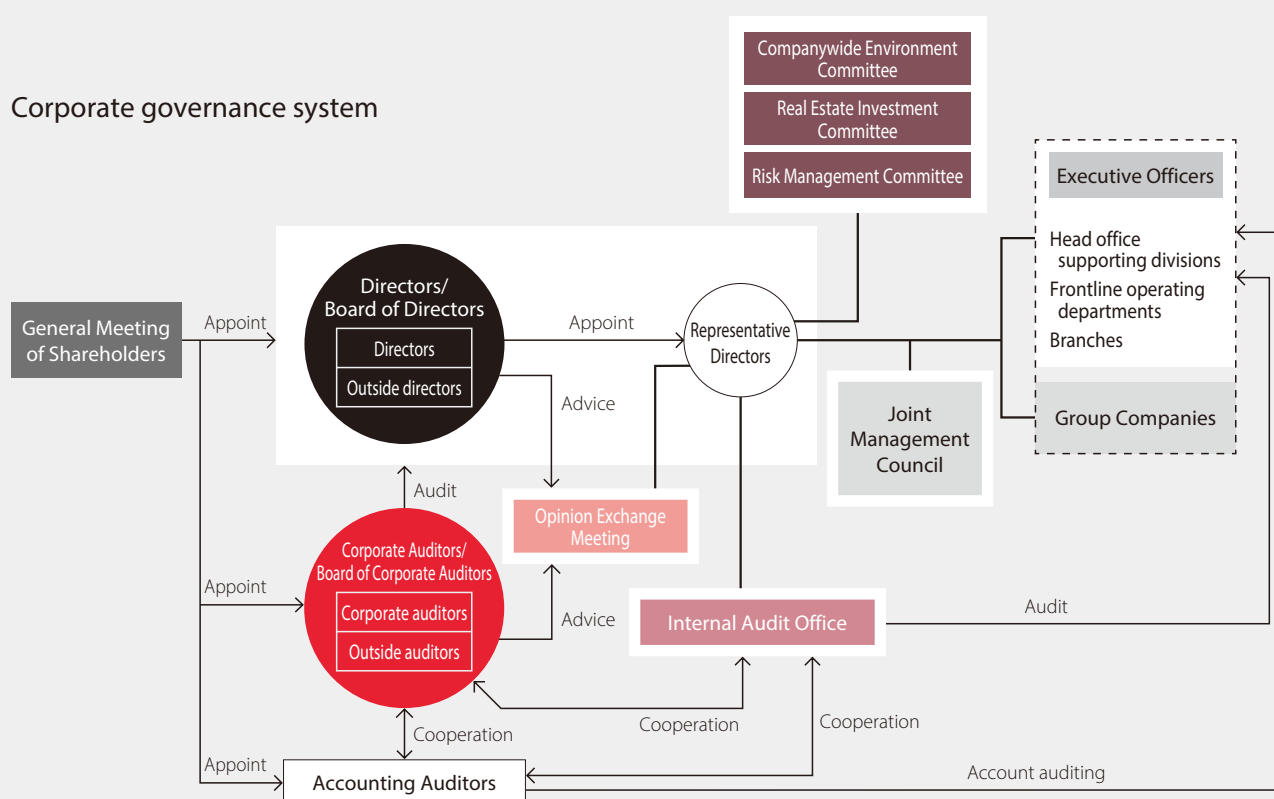 Corporate governance system
Companywide Environment
Committee
Real Estate Investment
Committee
Risk Management Committee
Executive Officers
Head office
supporting divisions
Frontline operating
departments
Branches
Group Companies
General Meeting
of Shareholders
Appoint
Directors/
Board of Directors
Directors
Outside directors
Appoint
Representative
Directors
Advice
Joint
Management
Council
Audit
Opinion Exchange
Meeting
Corporate Auditors/
Board of Corporate Auditors
Corporate auditors
Outside auditors
Appoint
Advice
Internal Audit Office
Audit
Cooperation
Cooperation
Cooperation
Appoint
Accounting Auditors
Account auditing